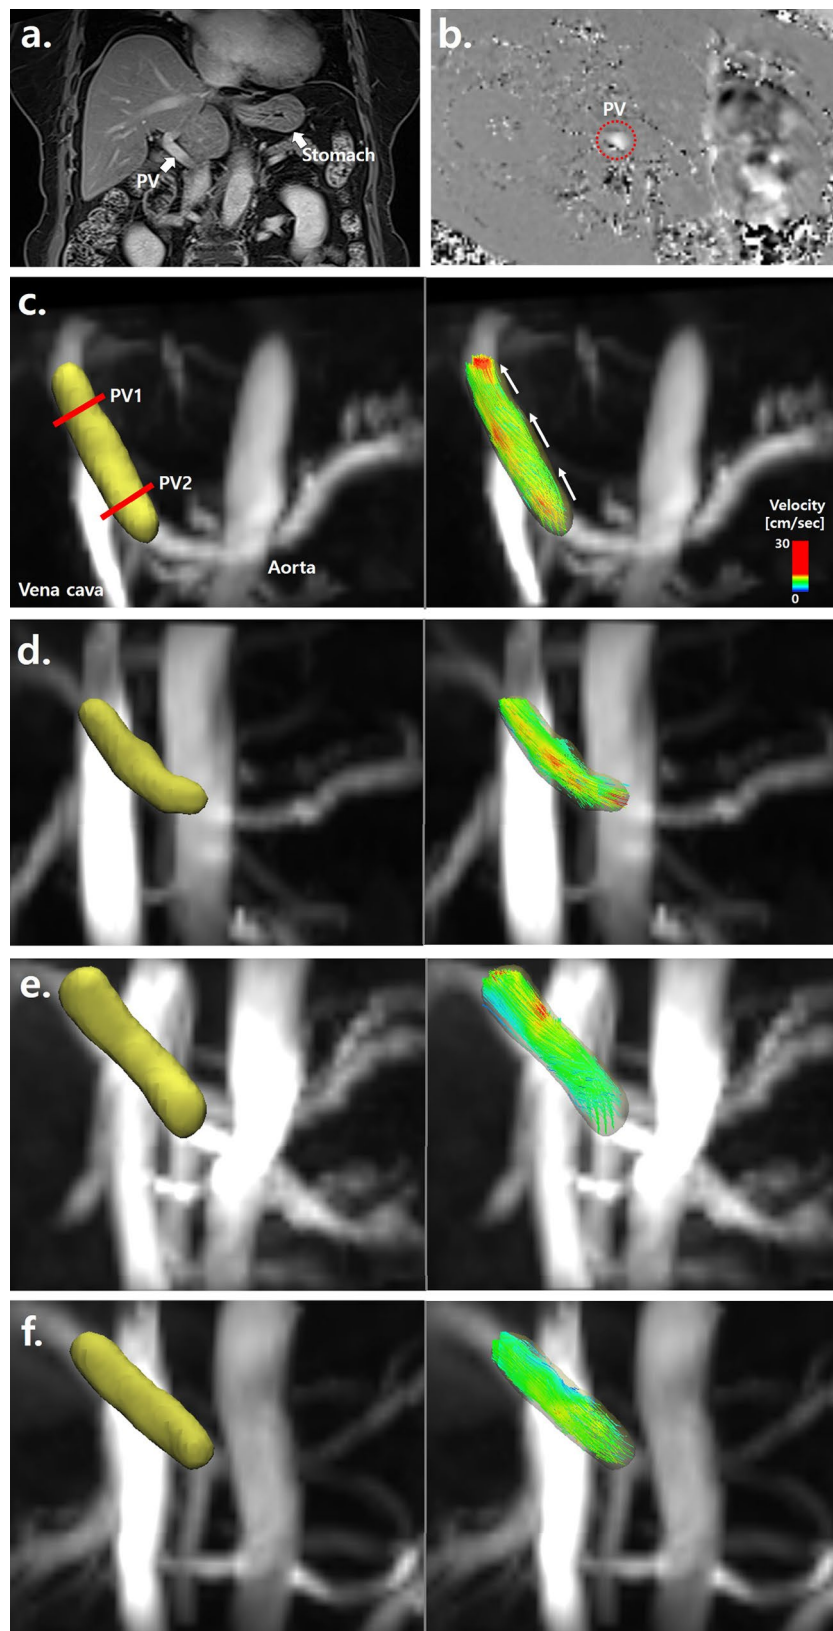 a.
PV
Stomach
b.
PV
c.
PV1
PV2
Vena cava
Aorta
Velocity
[cm/sec]
30
0
d.
e.
f.